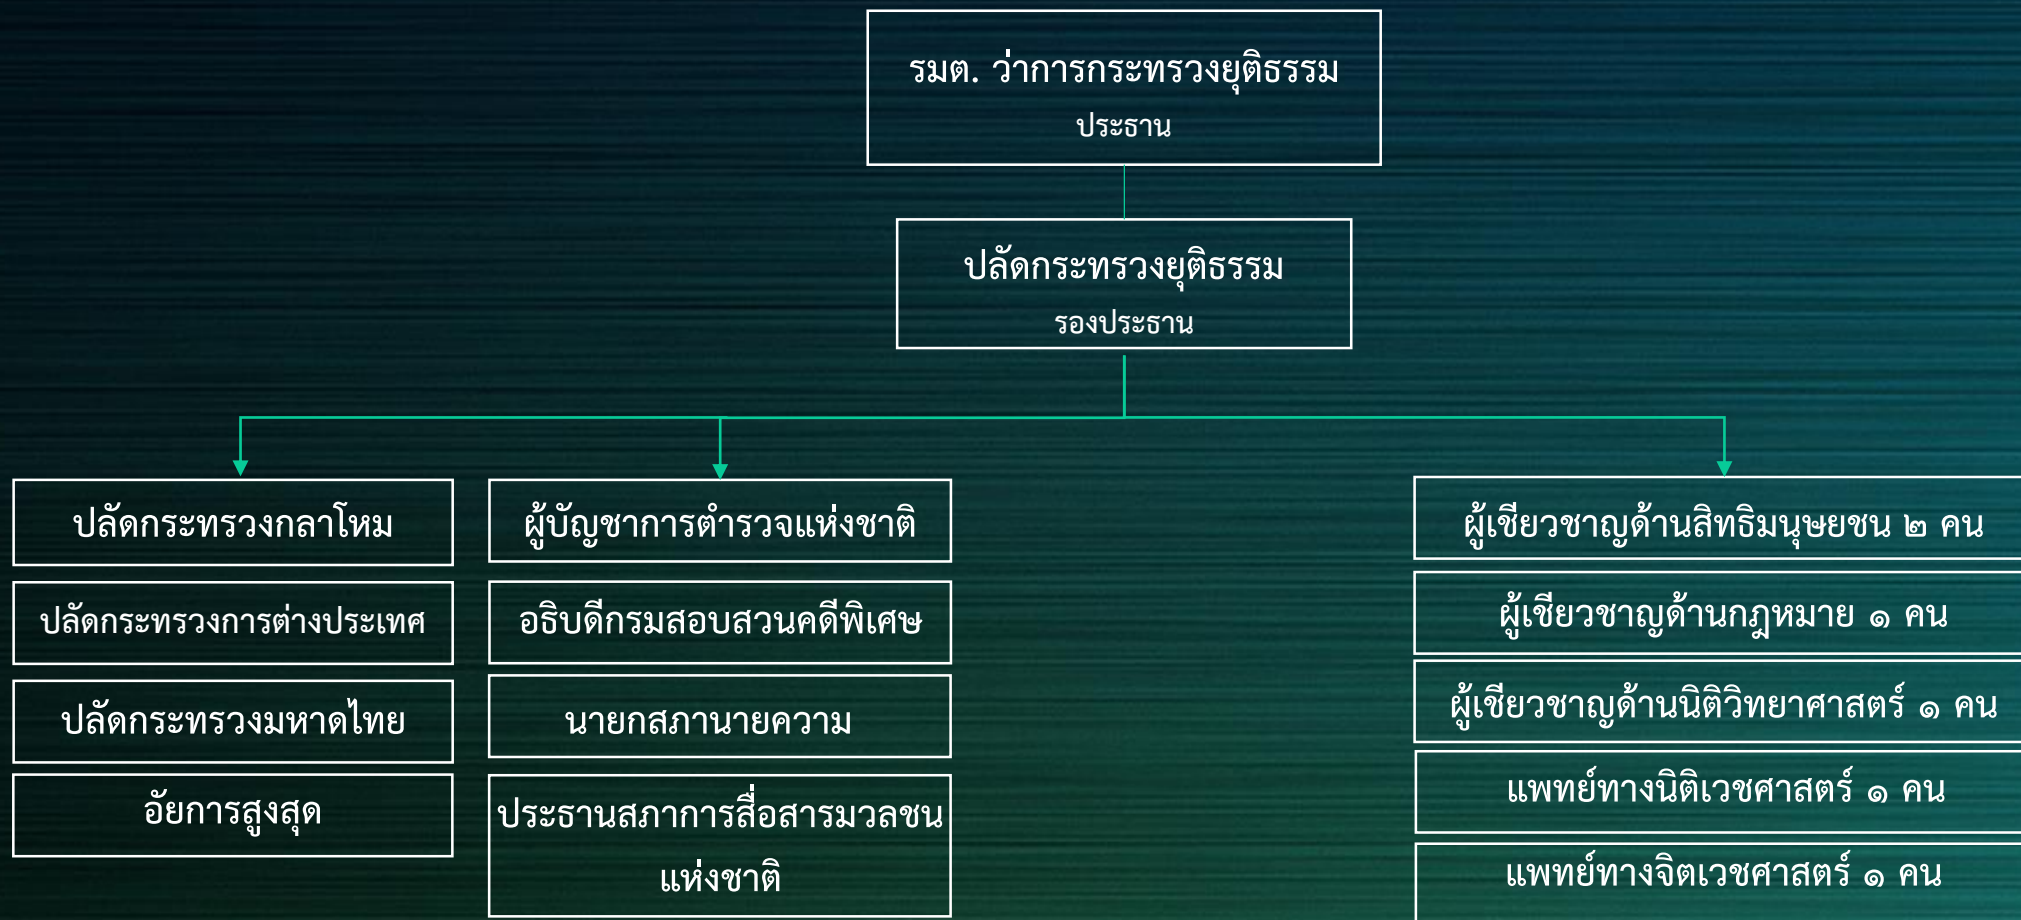 รมต. ว่าการกระทรวงยุติธรรม
ประธาน
ปลัดกระทรวงยุติธรรม
รองประธาน
ปลัดกระทรวงกลาโหม
ปลัดกระทรวงการต่างประเทศ
ปลัดกระทรวงมหาดไทย
อัยการสูงสุด
ผู้บัญชาการตำรวจแห่งชาติ
อธิบดีกรมสอบสวนคดีพิเศษ
นายกสภานายความ
ประธานสภาการสื่อสารมวลชน
แห่งชาติ
ผู้เชียวชาญด้านสิทธิมนุษยชน ๒ คน
ผู้เชียวชาญด้านกฎหมาย ๑ คน
ผู้เชียวชาญด้านนิติวิทยาศาสตร์ ๑ คน
แพทย์ทางนิติเวชศาสตร์ ๑ คน
แพทย์ทางจิตเวชศาสตร์ ๑ คน